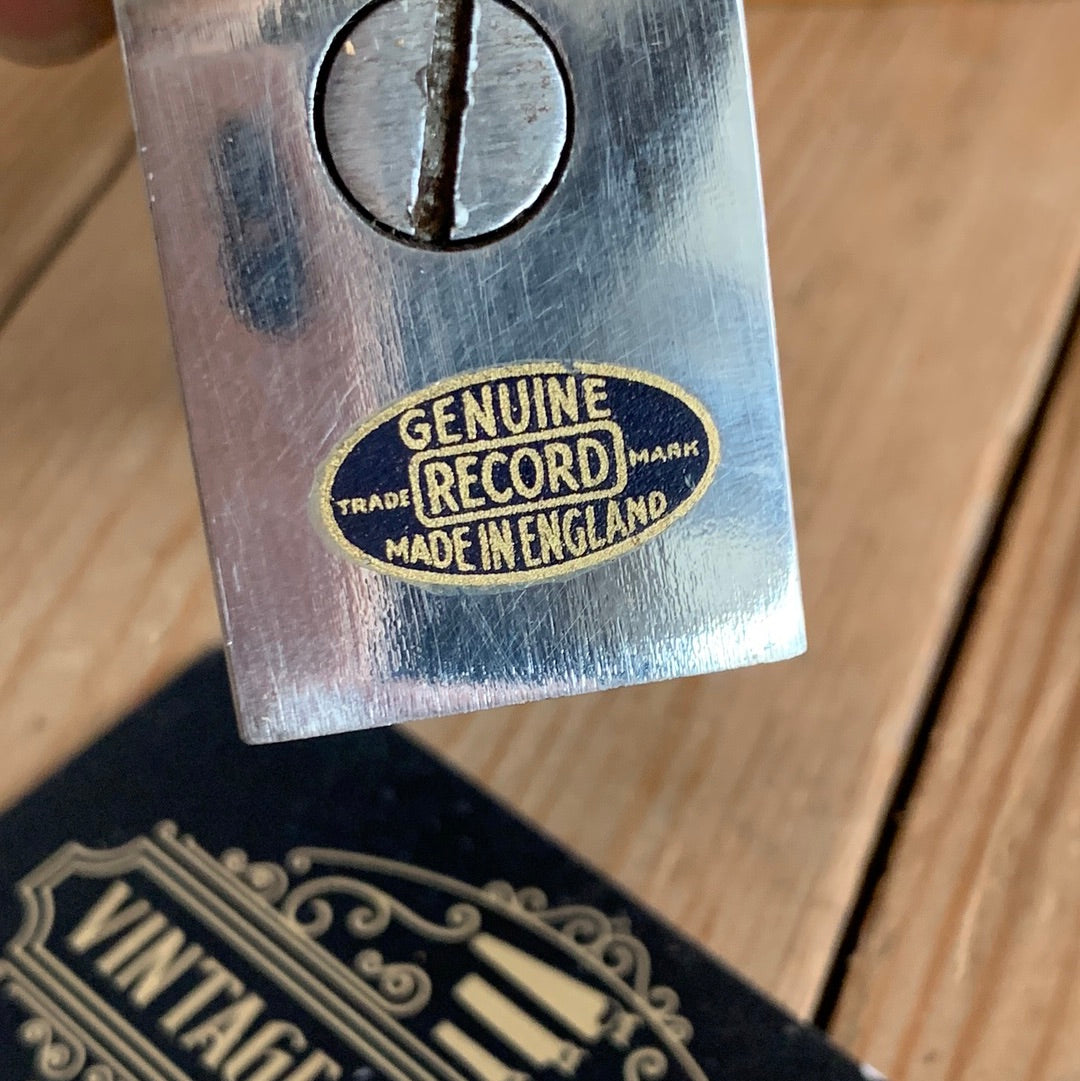 GENUINE
TRADE RECORD MARK
MADE IN ENGLAND
VINTAGE